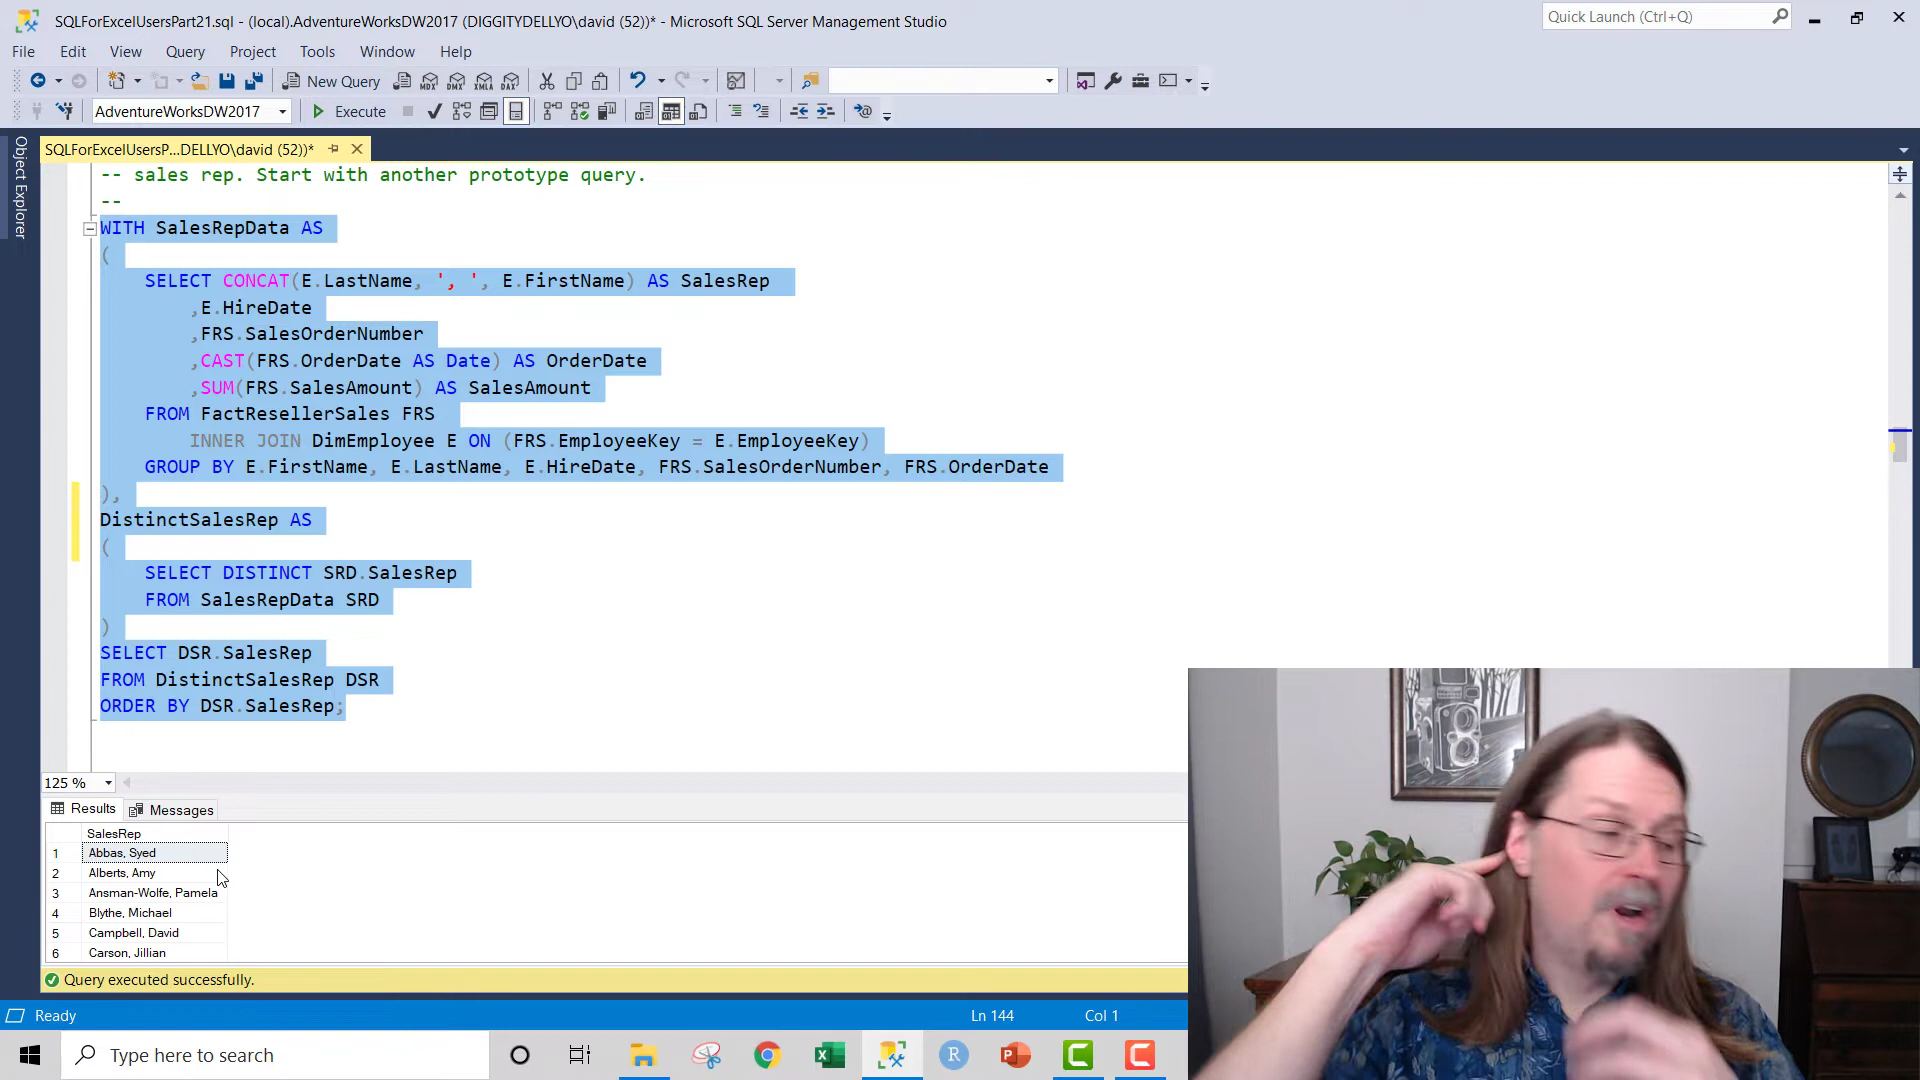 SQLForExcelUsersPart21.sql - (local).AdventureWorksDW2017 (DIGGITYDELLYO\david (52))* - Microsoft SQL Server Management Studio
Quick Launch (Ctrl+Q)
File Edit View Query Project Tools Window Help
New Query MDX DMX XMLA DAX
AdventureWorksDW2017 Execute
Object Explorer
SQLForExcelUsersP...DELLYO\david (52))*
-- sales rep. Start with another prototype query.
--
WITH SalesRepData AS
(
SELECT CONCAT(E.LastName, ', ', E.FirstName) AS SalesRep
,E.HireDate
,FRS.SalesOrderNumber
,CAST(FRS.OrderDate AS Date) AS OrderDate
,SUM(FRS.SalesAmount) AS SalesAmount
FROM FactResellerSales FRS
INNER JOIN DimEmployee E ON (FRS.EmployeeKey = E.EmployeeKey)
GROUP BY E.FirstName, E.LastName, E.HireDate, FRS.SalesOrderNumber, FRS.OrderDate
),
DistinctSalesRep AS
(
SELECT DISTINCT SRD.SalesRep
FROM SalesRepData SRD
)
SELECT DSR.SalesRep
FROM DistinctSalesRep DSR
ORDER BY DSR.SalesRep;
125 %
Results Messages
SalesRep
1 Abbas, Syed
2 Alberts, Amy
3 Ansman-Wolfe, Pamela
4 Blythe, Michael
5 Campbell, David
6 Carson, Jillian
Query executed successfully.
Ready Ln 144 Col 1
Type here to search